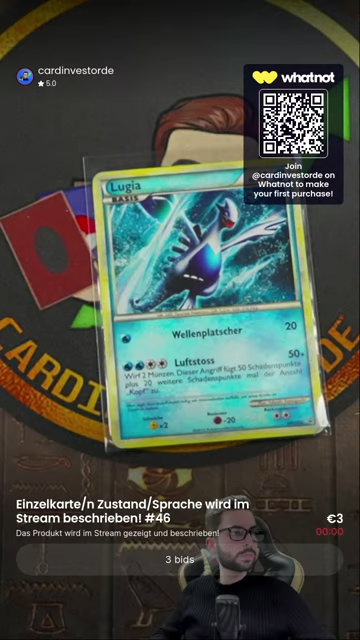 cardinvestorde
★ 5.0
whatnot
Join
@cardinvestorde on
Whatnot to make
your first purchase!
Lugia
BASIS
Wellenplatscher 20
Luftstoss 50+
Wirf 2 Münzen. Dieser Angriff fügt 50 Schadenspunkte
plus 20 weitere Schadenspunkte mal der Anzahl
„Kopf" zu.
×2
-20
CARDI
Einzelkarte/n Zustand/Sprache wird im
Stream beschrieben! #46
€3
Das Produkt wird im Stream gezeigt und beschrieben!
00:00
3 bids